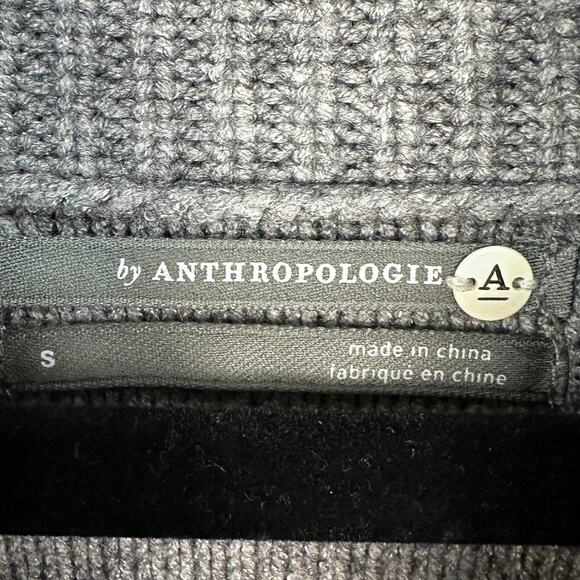 by ANTHROPOLOGIE A
S
made in china
fabriqué en chine